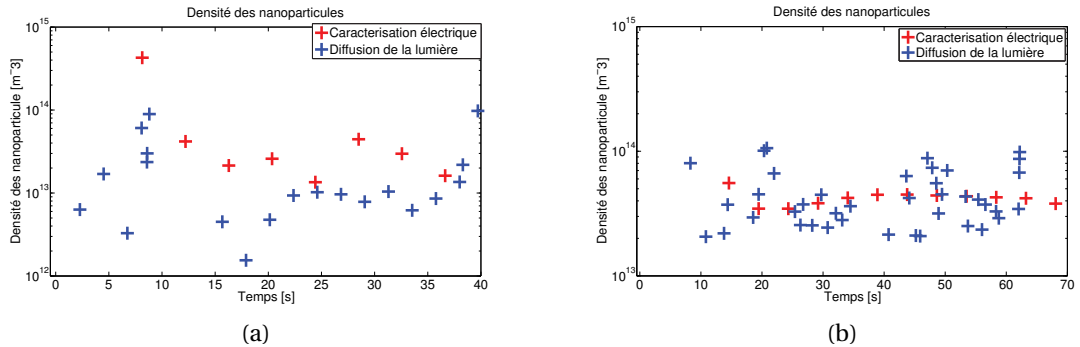 Densité des nanoparticules
Densité des nanoparticule [m⁻3]
10^15
10^14
10^13
10^12
Caracterisation électrique
Diffusion de la lumière
0 5 10 15 20 25 30 35 40
Temps [s]
(a)
Densité des nanoparticules
Densité des nanoparticule [m⁻3]
10^15
10^14
10^13
Caracterisation électrique
Diffusion de la lumière
0 10 20 30 40 50 60 70
Temps [s]
(b)